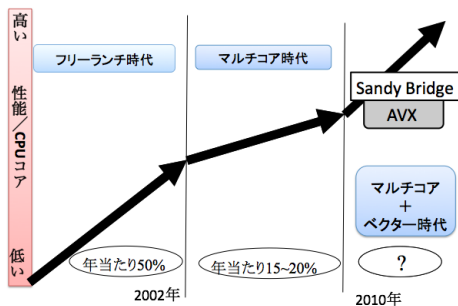 高い
性能／CPUコア
低い
フリーランチ時代
マルチコア時代
Sandy Bridge
AVX
マルチコア
＋
ベクター時代
年当たり50%
年当たり15~20%
?
2002年
2010年